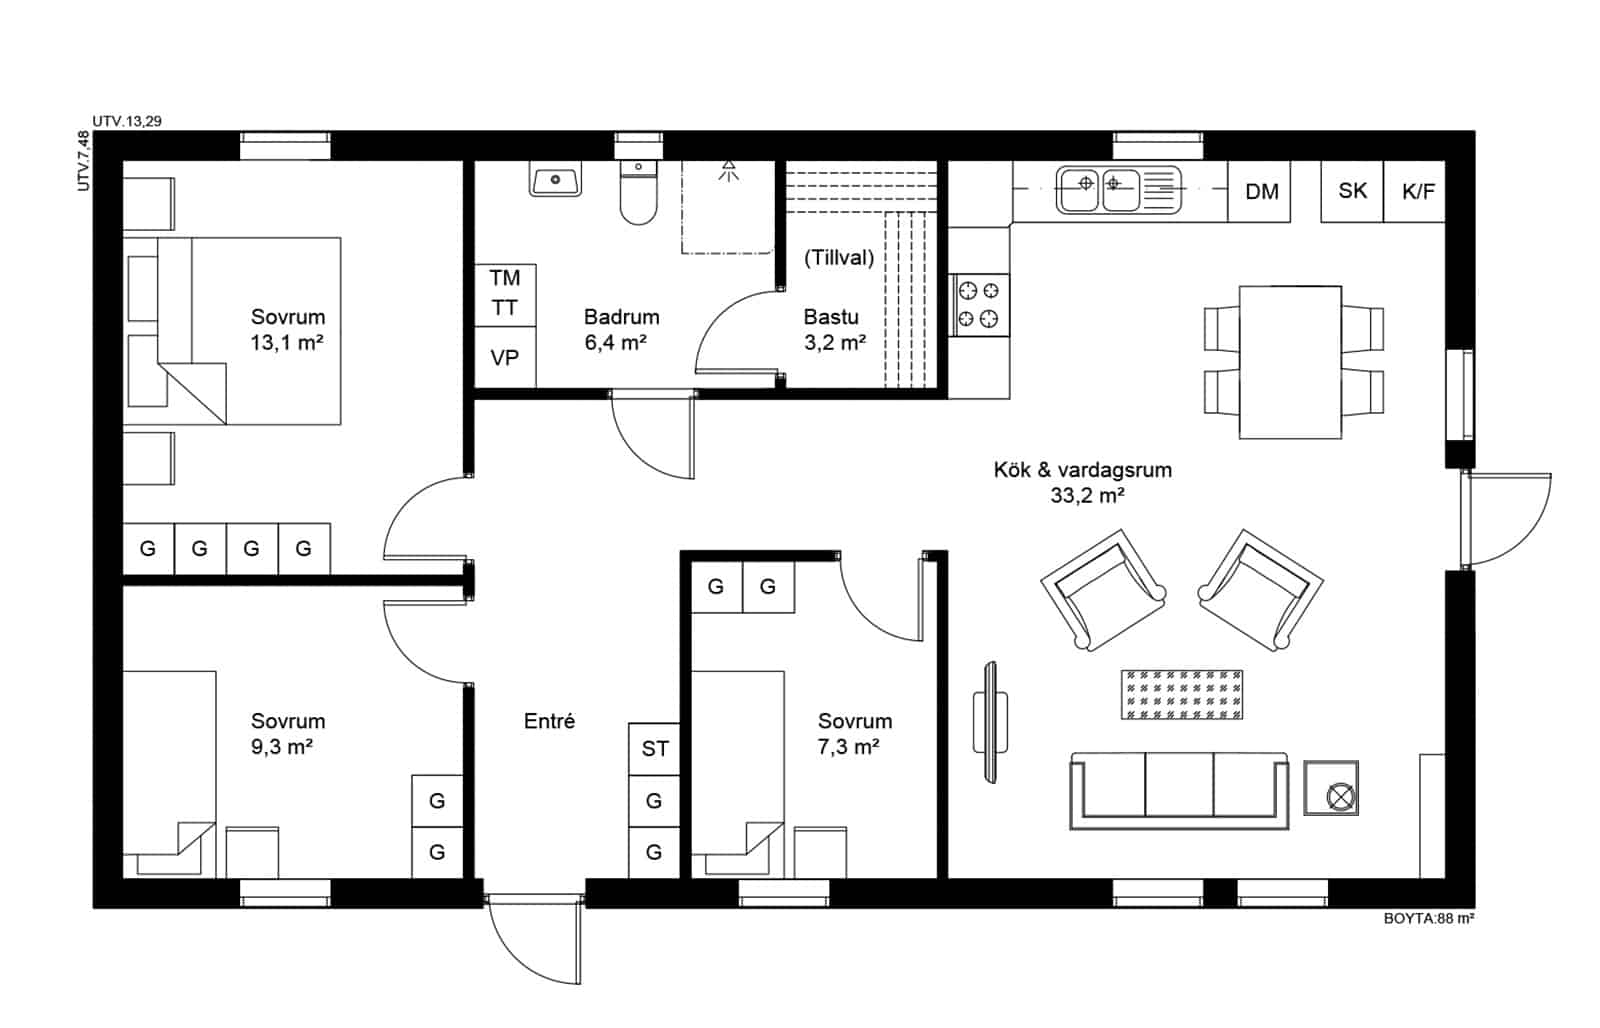 UTV.13,29
UTV.7,48
Sovrum
13,1 m²
G G G G
TM
TT
VP
Badrum
6,4 m²
(Tillval)
Bastu
3,2 m²
DM
SK
K/F
Kök & vardagsrum
33,2 m²
Sovrum
9,3 m²
G
G
Entré
ST
G
G
G G
Sovrum
7,3 m²
BOYTA:88 m²